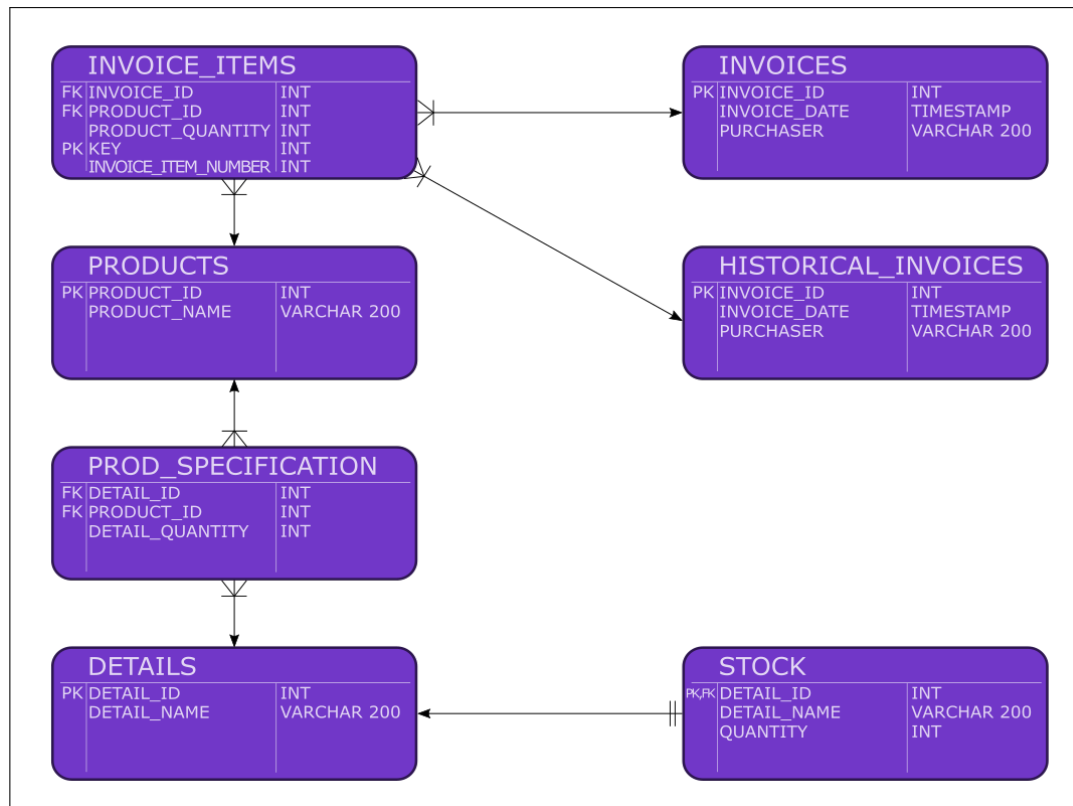 INVOICE_ITEMS
FK INVOICE_ID INT
FK PRODUCT_ID INT
PRODUCT_QUANTITY INT
PK KEY INT
INVOICE_ITEM_NUMBER INT
INVOICES
PK INVOICE_ID INT
INVOICE_DATE TIMESTAMP
PURCHASER VARCHAR 200
PRODUCTS
PK PRODUCT_ID INT
PRODUCT_NAME VARCHAR 200
HISTORICAL_INVOICES
PK INVOICE_ID INT
INVOICE_DATE TIMESTAMP
PURCHASER VARCHAR 200
PROD_SPECIFICATION
FK DETAIL_ID INT
FK PRODUCT_ID INT
DETAIL_QUANTITY INT
DETAILS
PK DETAIL_ID INT
DETAIL_NAME VARCHAR 200
STOCK
PK,FK DETAIL_ID INT
DETAIL_NAME VARCHAR 200
QUANTITY INT